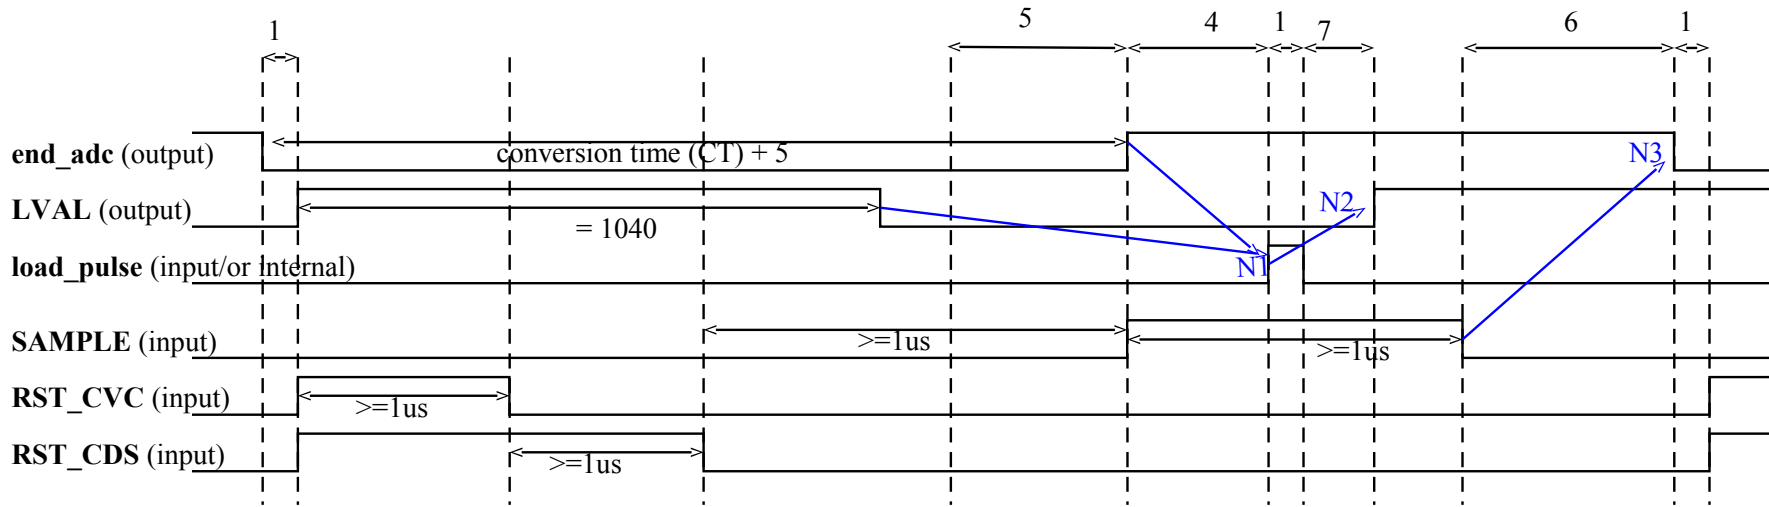 1 5 4 1 7 6 1
end_adc (output) conversion time (CT) + 5 N3
LVAL (output) = 1040 N2
load_pulse (input/or internal) N1
SAMPLE (input) >=1us >=1us
RST_CVC (input) >=1us
RST_CDS (input) >=1us